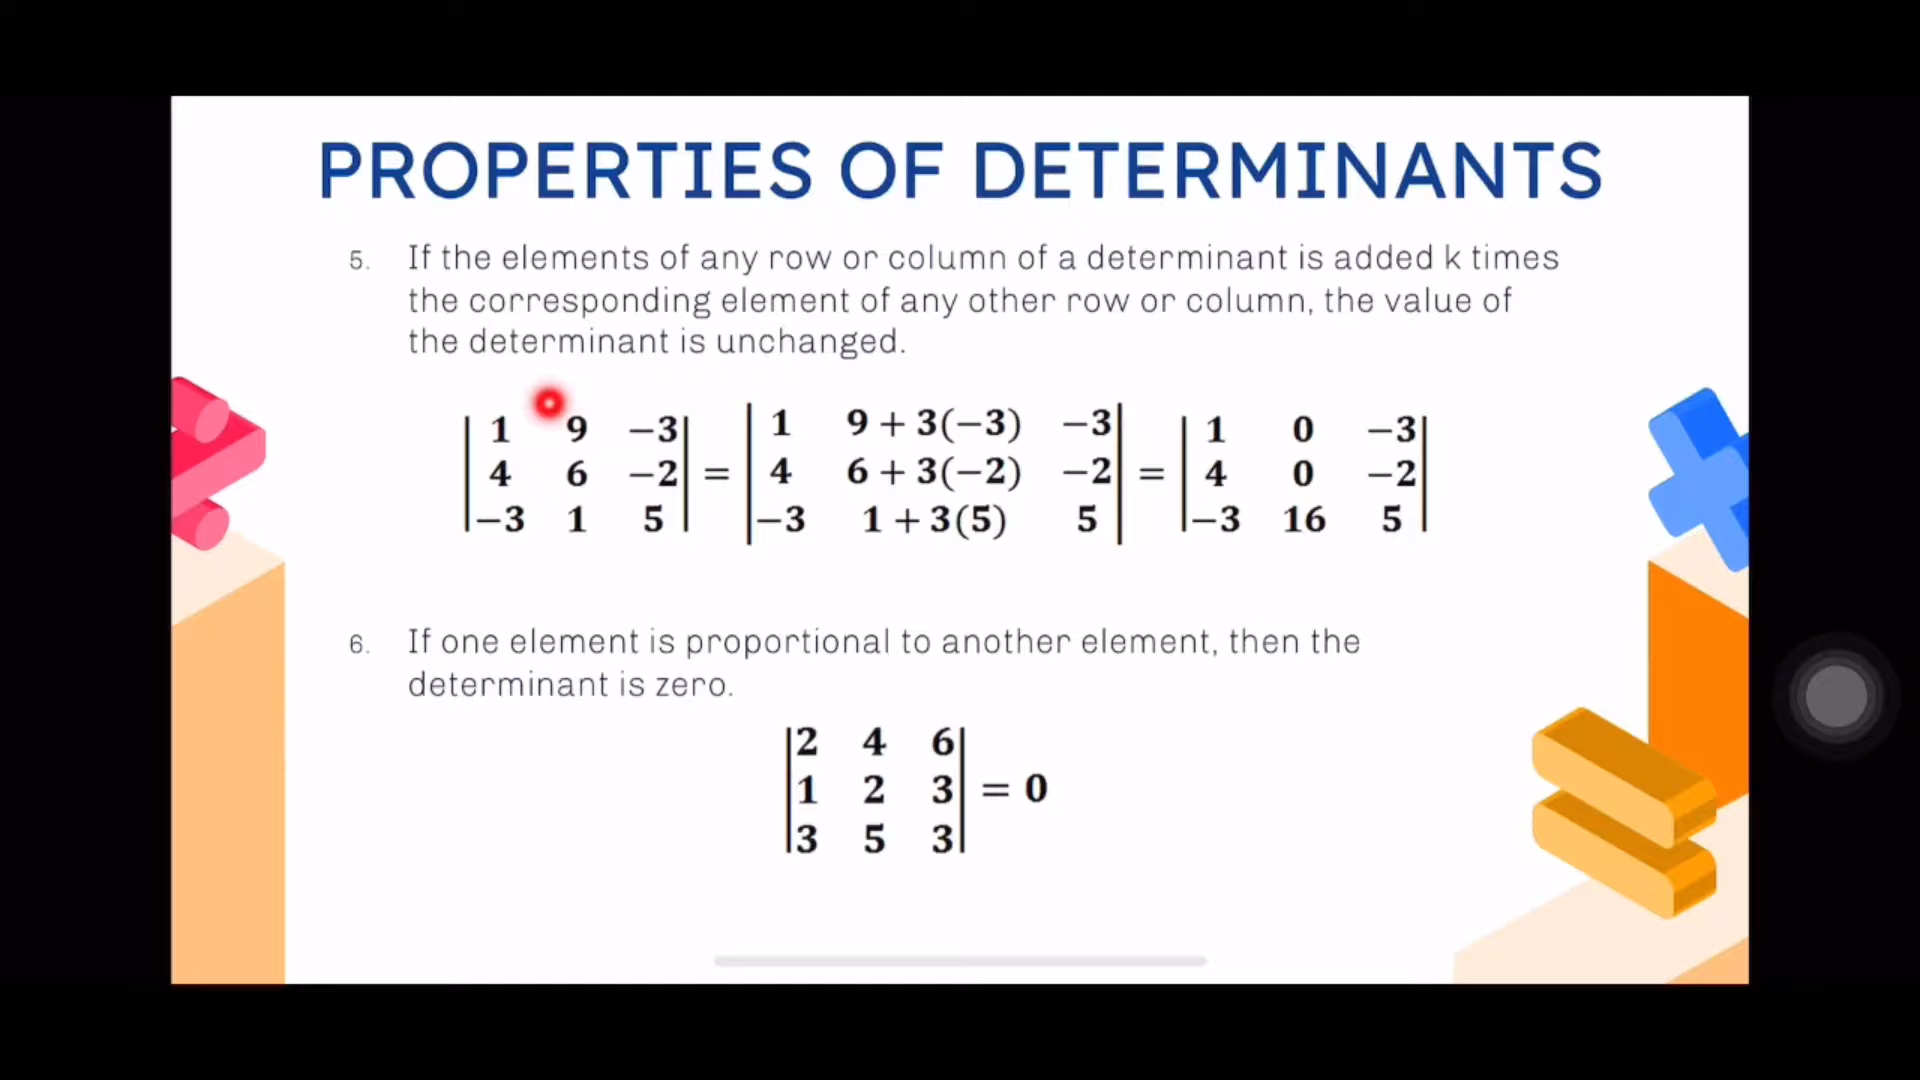 PROPERTIES OF DETERMINANTS
5. If the elements of any row or column of a determinant is added k times
the corresponding element of any other row or column, the value of
the determinant is unchanged.
|1 9 −3| |1 9 + 3(−3) −3| |1 0 −3|
|4 6 −2| = |4 6 + 3(−2) −2| = |4 0 −2|
|−3 1 5| |−3 1 + 3(5) 5| |−3 16 5|
6. If one element is proportional to another element, then the
determinant is zero.
|2 4 6|
|1 2 3| = 0
|3 5 3|